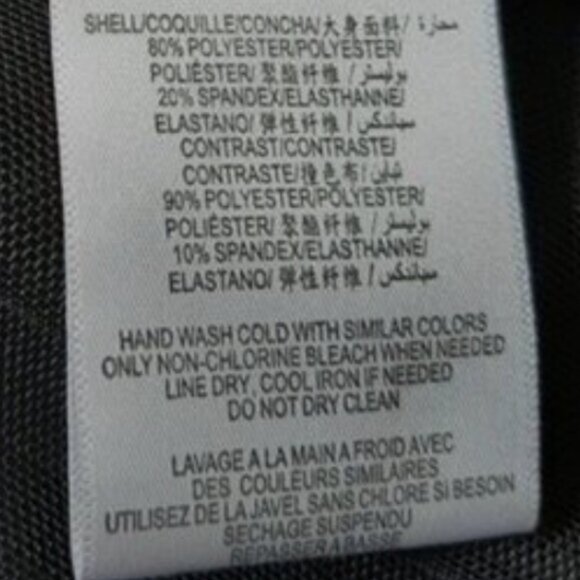 SHELL/COQUILLE/CONCHA/大身面料/ محارة /
80% POLYESTER/POLYESTER/
POLIÉSTER/ 聚酯纤维 / بوليستر /
20% SPANDEX/ELASTHANNE/
ELASTANO/ 弹性纤维 / سباندكس /
CONTRAST/CONTRASTE/
CONTRASTE/撞色布/ تباين /
90% POLYESTER/POLYESTER/
POLIÉSTER/ 聚酯纤维 / بوليستر /
10% SPANDEX/ELASTHANNE/
ELASTANO/ 弹性纤维 / سباندكس /
HAND WASH COLD WITH SIMILAR COLORS
ONLY NON-CHLORINE BLEACH WHEN NEEDED
LINE DRY, COOL IRON IF NEEDED
DO NOT DRY CLEAN
LAVAGE A LA MAIN A FROID AVEC
DES COULEURS SIMILAIRES
UTILISEZ DE LA JAVEL SANS CHLORE SI BESOIN
SECHAGE SUSPENDU
REPASSER A BASSE